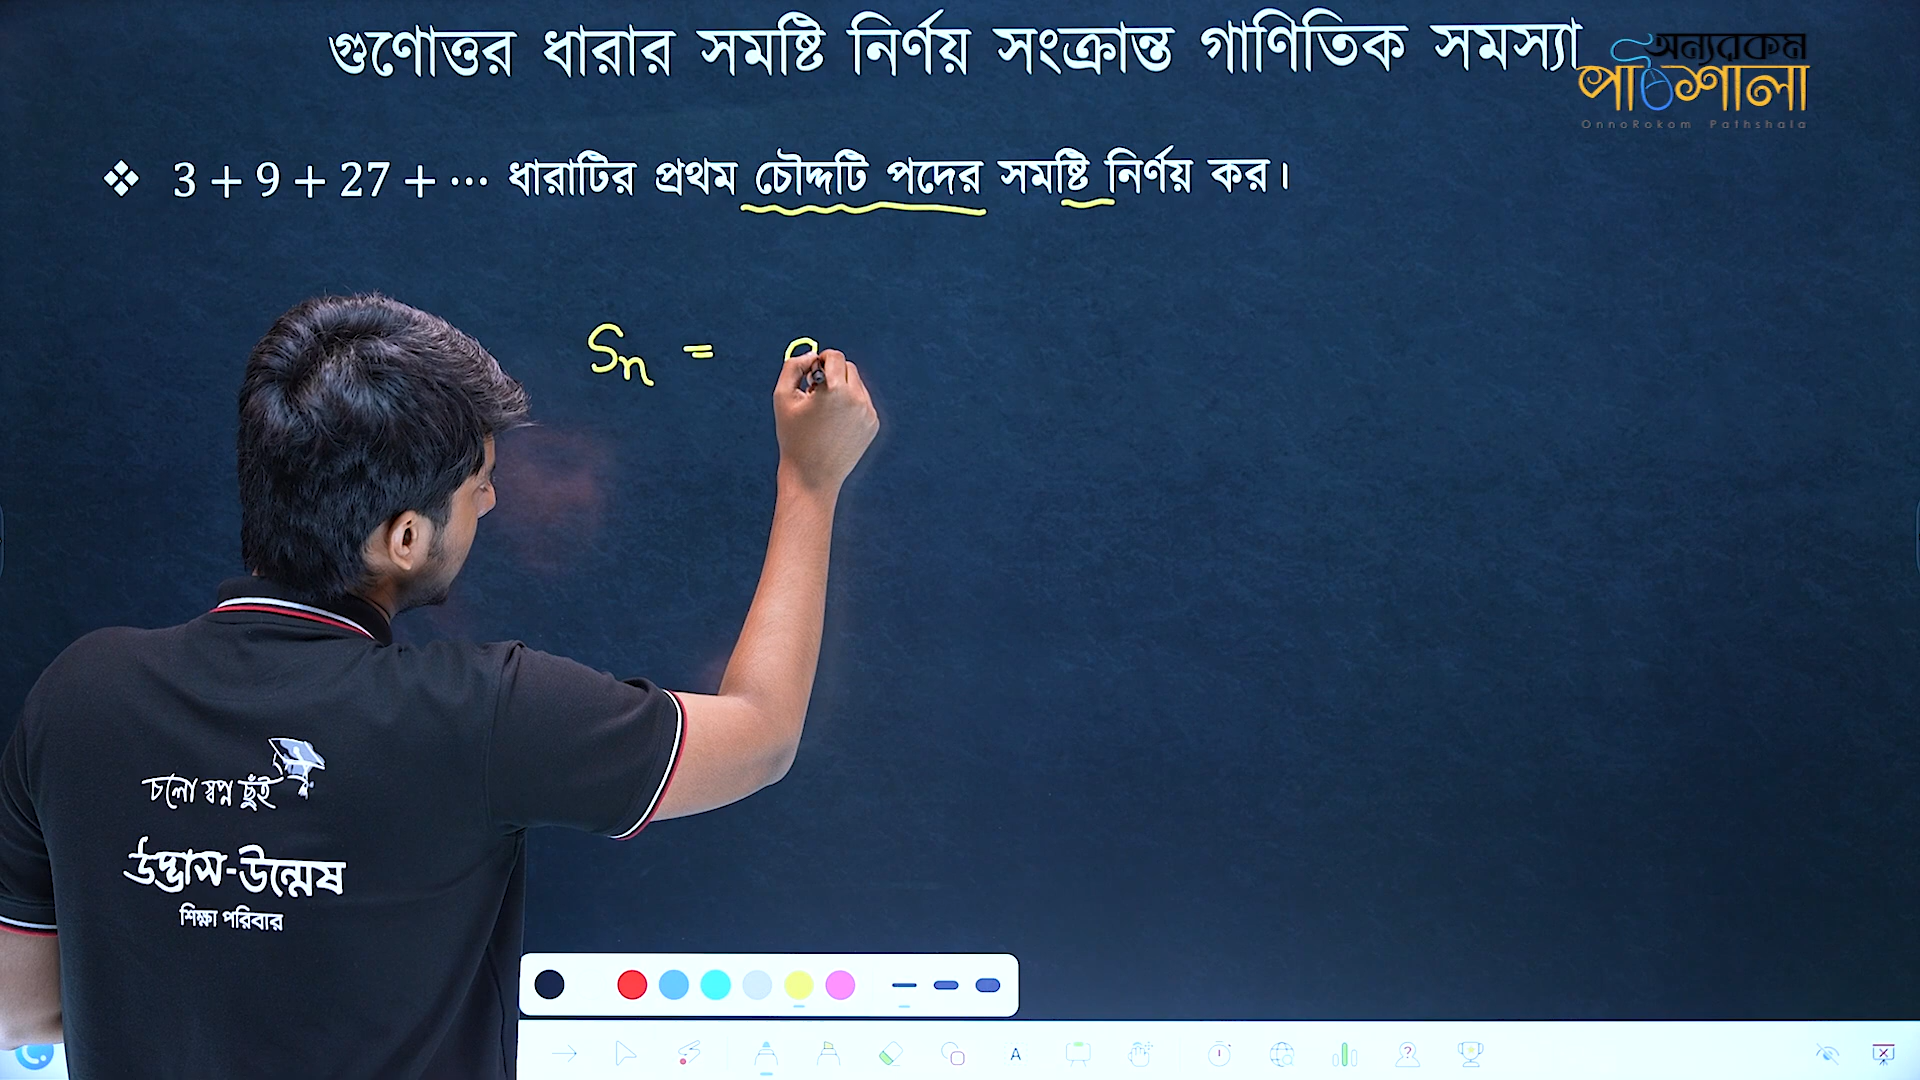 গুণোত্তর ধারার সমষ্টি নির্ণয় সংক্রান্ত গাণিতিক সমস্যা
অন্যরকম
পাঠশালা
OnnoRokom Pathshala
❖ 3 + 9 + 27 + ⋯ ধারাটির প্রথম চৌদ্দটি পদের সমষ্টি নির্ণয় কর।
Sn =
চলো স্বপ্ন ছুঁই
উদ্ভাস-উন্মেষ
শিক্ষা পরিবার
A